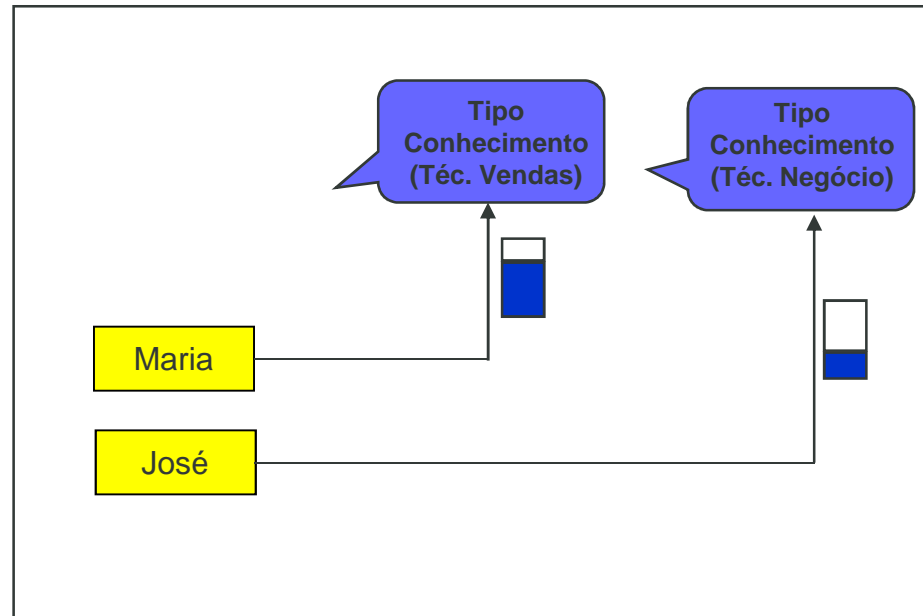 Tipo
Conhecimento
(Téc. Vendas)
Tipo
Conhecimento
(Téc. Negócio)
Maria
José